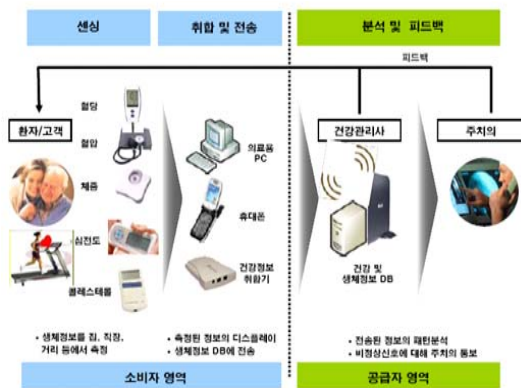 센싱
취합 및 전송
분석 및 피드백
피드백
환자/고객
혈당
혈압
체중
심전도
콜레스테롤
의료용
PC
휴대폰
건강정보
취합기
건강관리사
주치의
건강 및
생체정보 DB
• 생체정보를 집, 직장,
거리 등에서 측정
• 측정된 정보의 디스플레이
• 생체정보 DB에 전송
• 전송된 정보의 패턴분석
• 비정상신호에 대해 주치의 통보
소비자 영역
공급자 영역